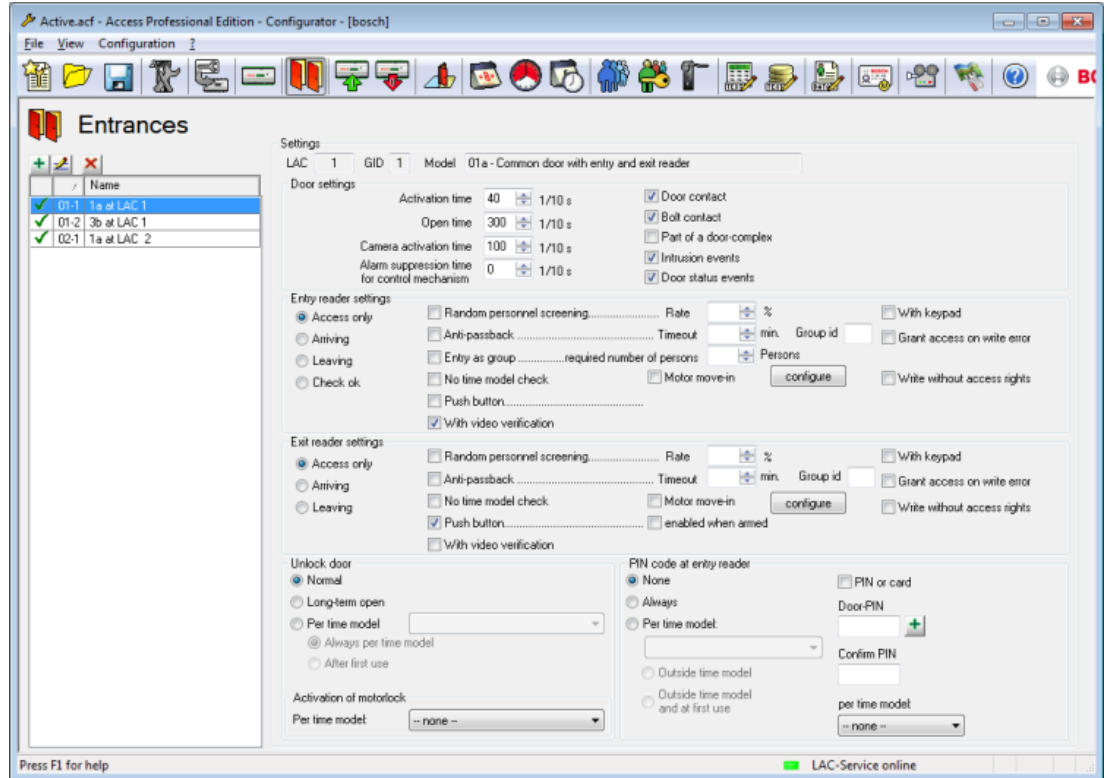 Active.acf - Access Professional Edition - Configurator - [bosch]
File View Configuration ?
Entrances
Name
01-1 1a at LAC 1
01-2 3b at LAC 1
02-1 1a at LAC 2
Settings
LAC 1 GID 1 Model 01a - Common door with entry and exit reader
Door settings
Activation time 40 1/10 s Door contact
Open time 300 1/10 s Bolt contact
Camera activation time 100 1/10 s Part of a door-complex
Alarm suppression time for control mechanism 0 1/10 s Intrusion events
Door status events
Entry reader settings
Access only Random personnel screening........................ Rate % With keypad
Arriving Anti-passback ............................................... Timeout min. Group id Grant access on write error
Leaving Entry as group ...............required number of persons Persons
Check ok No time model check Motor move-in configure Write without access rights
Push button...............................................
With video verification
Exit reader settings
Access only Random personnel screening........................ Rate % With keypad
Arriving Anti-passback ............................................... Timeout min. Group id Grant access on write error
Leaving No time model check Motor move-in configure Write without access rights
Push button............................................... enabled when armed
With video verification
Unlock door
Normal
Long-term open
Per time model
Always per time model
After first use
Activation of motorlock
Per time model: -- none --
PIN code at entry reader
None PIN or card
Always Door-PIN
Per time model:
Confirm PIN
Outside time model
Outside time model and at first use
per time model:
-- none --
Press F1 for help LAC-Service online